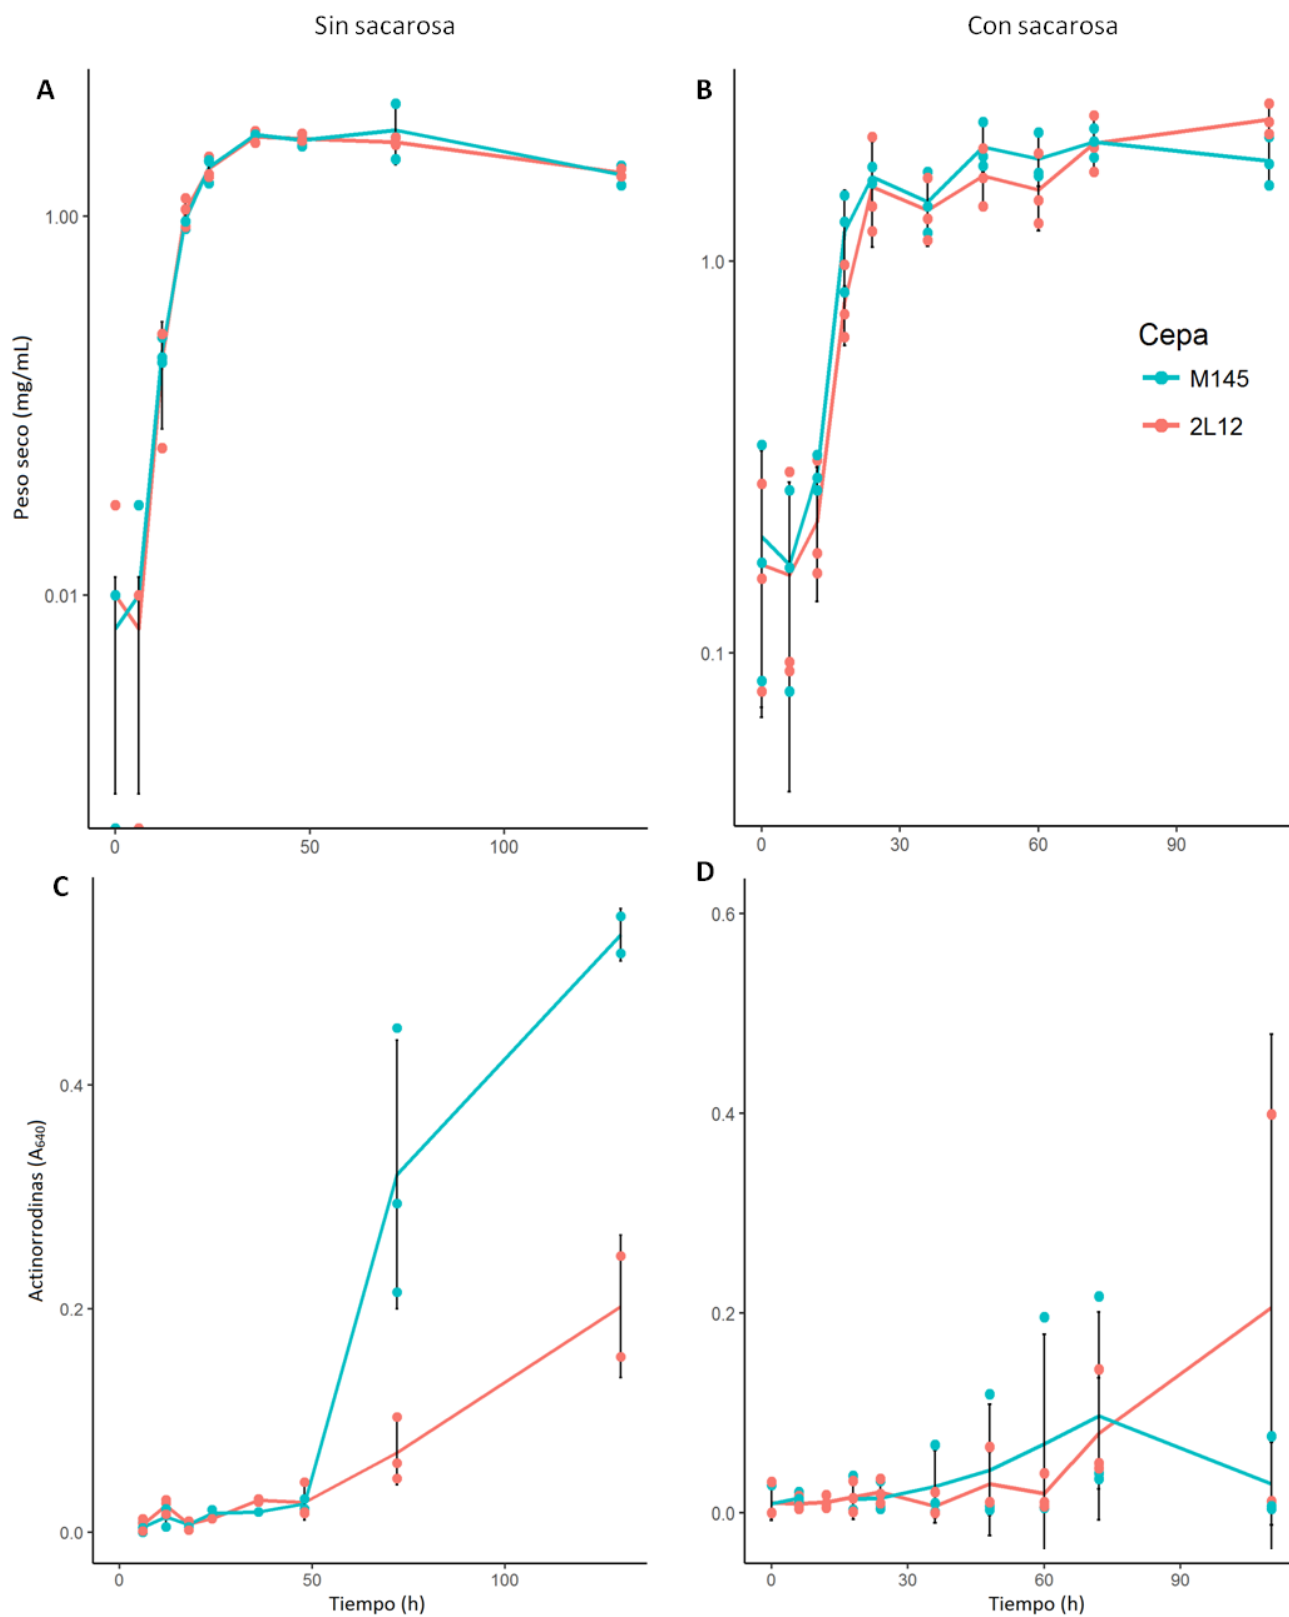 Sin sacarosa
Con sacarosa
A
B
1.00
0.01
1.0
0.1
Peso seco (mg/mL)
Cepa
M145
2L12
0 50 100
0 30 60 90
C
D
0.4
0.2
0.0
0.6
0.4
0.2
0.0
Actinorrodinas (A₆₄₀)
0 50 100
0 30 60 90
Tiempo (h)
Tiempo (h)